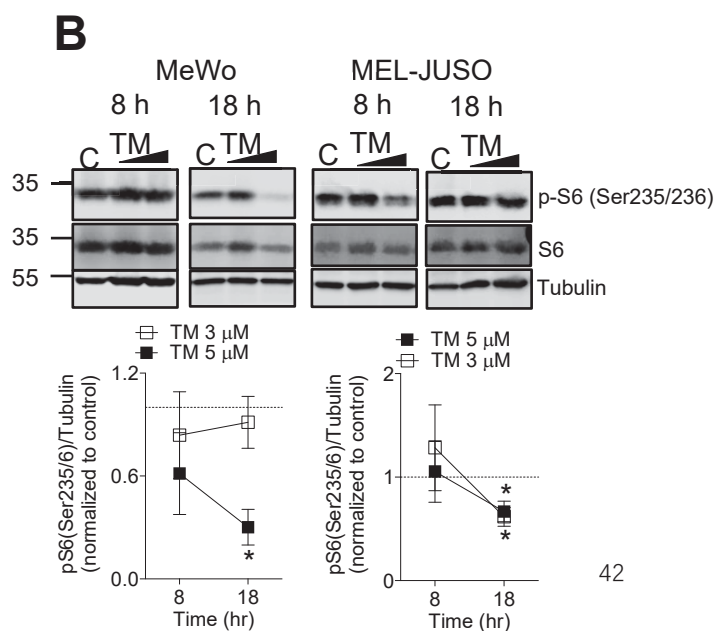 B
MeWo MEL-JUSO
8 h 18 h 8 h 18 h
C TM C TM C TM C TM
35 p-S6 (Ser235/236)
35 S6
55 Tubulin
TM 3 μM
TM 5 μM
pS6(Ser235/6)/Tubulin
(normalized to control)
1.2
0.6
0.0
8 18
Time (hr)
TM 5 μM
TM 3 μM
pS6(Ser235/6)/Tubulin
(normalized to control)
2
1
0
*
*
*
8 18
Time (hr)
42